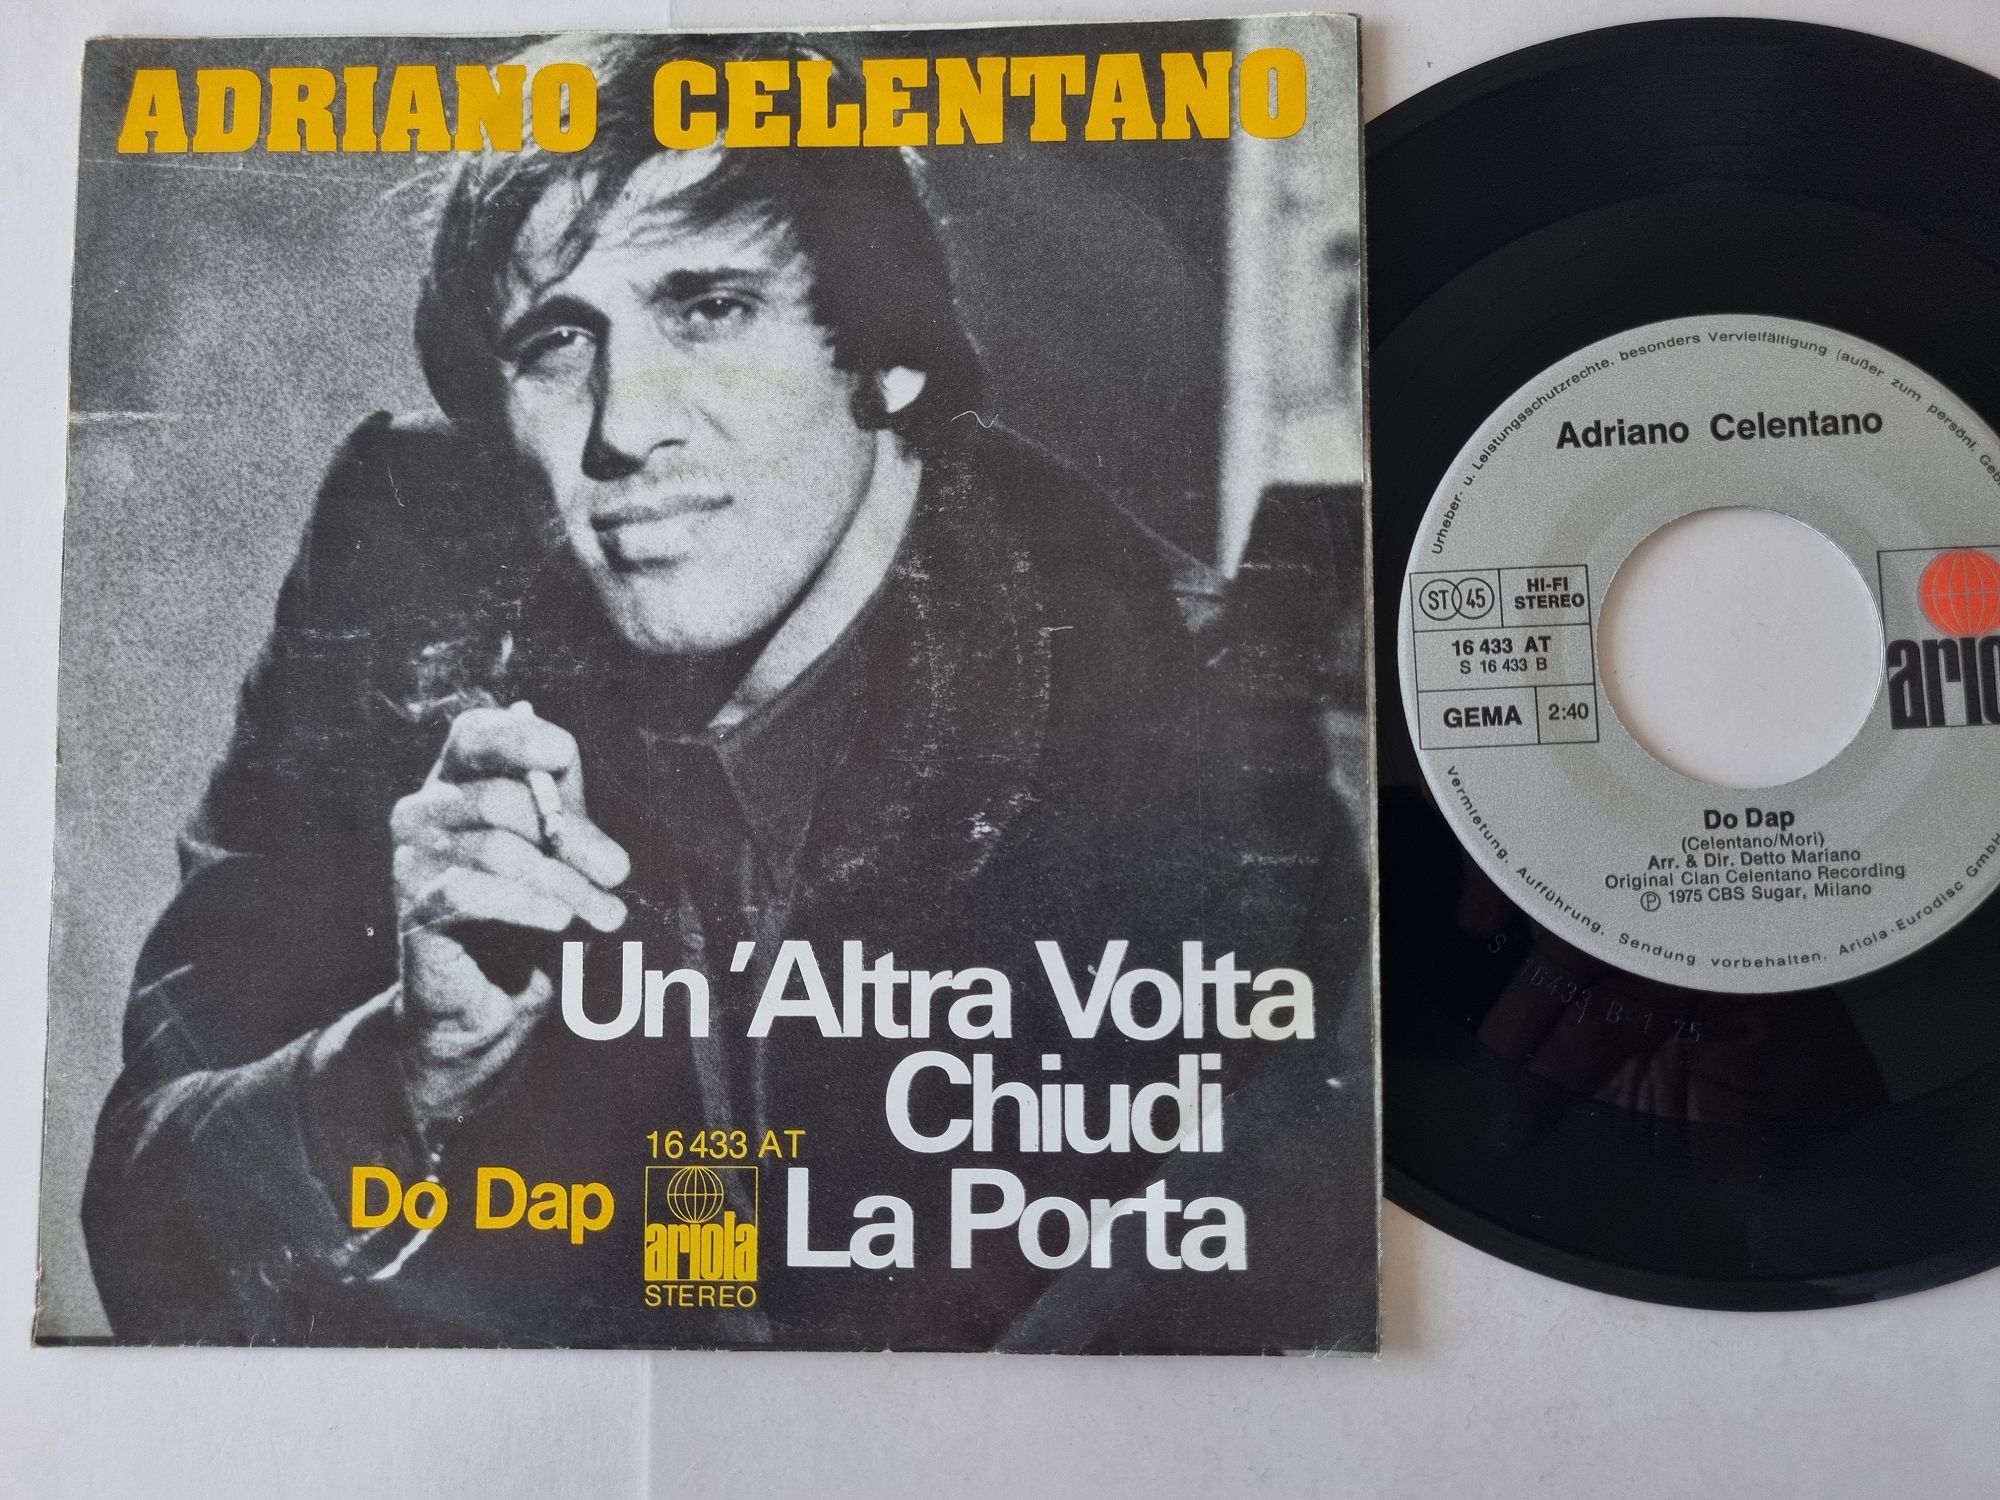 ADRIANO CELENTANO
Un 'Altra Volta
Chiudi
La Porta
16 433 AT
Do Dap
ariola
STEREO
Urheber- u. Leistungsschutzrechte, besonders Vervielfältigung (außer zum persönl. Geb
Adriano Celentano
ST 45
HI-FI
STEREO
16 433 AT
S 16 433 B
GEMA
2:40
Do Dap
(Celentano/Mori)
Arr. & Dir. Detto Mariano
Original Clan Celentano Recording
Ⓟ 1975 CBS Sugar, Milano
Vermietung, Aufführung, Sendung vorbehalten. Ariola-Eurodisc GmbH
S 16433 B-1 75